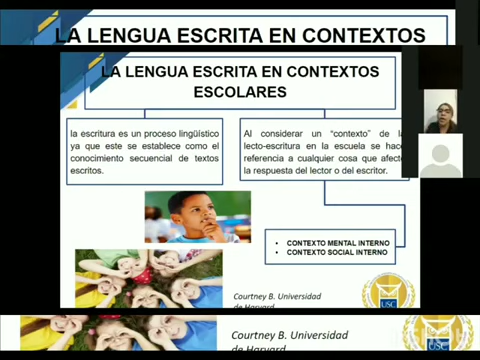 LA LENGUA ESCRITA EN CONTEXTOS
LA LENGUA ESCRITA EN CONTEXTOS
ESCOLARES
la escritura es un proceso lingüístico
ya que este se establece como el
conocimiento secuencial de textos
escritos.
Al considerar un “contexto” de la
lecto-escritura en la escuela se hace
referencia a cualquier cosa que afecte
la respuesta del lector o del escritor.
• CONTEXTO MENTAL INTERNO
• CONTEXTO SOCIAL INTERNO
Courtney B. Universidad
de Harvard
USC
Courtney B. Universidad
de Harvard
USC